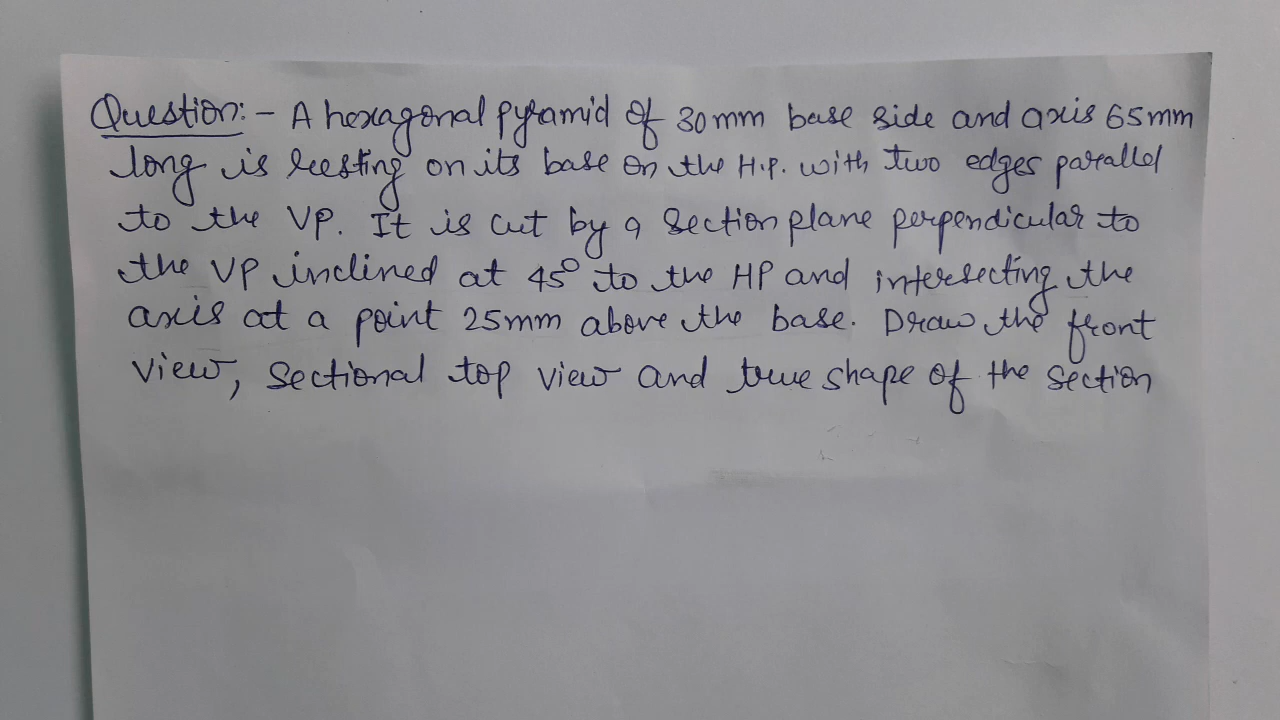 Question:- A hexagonal pyramid of 30mm base side and axis 65mm
long is resting on its base on the H.P. with two edges parallel
to the VP. It is cut by a section plane perpendicular to
the VP inclined at 45° to the HP and intersecting the
axis at a point 25mm above the base. Draw the front
view, sectional top view and true shape of the section